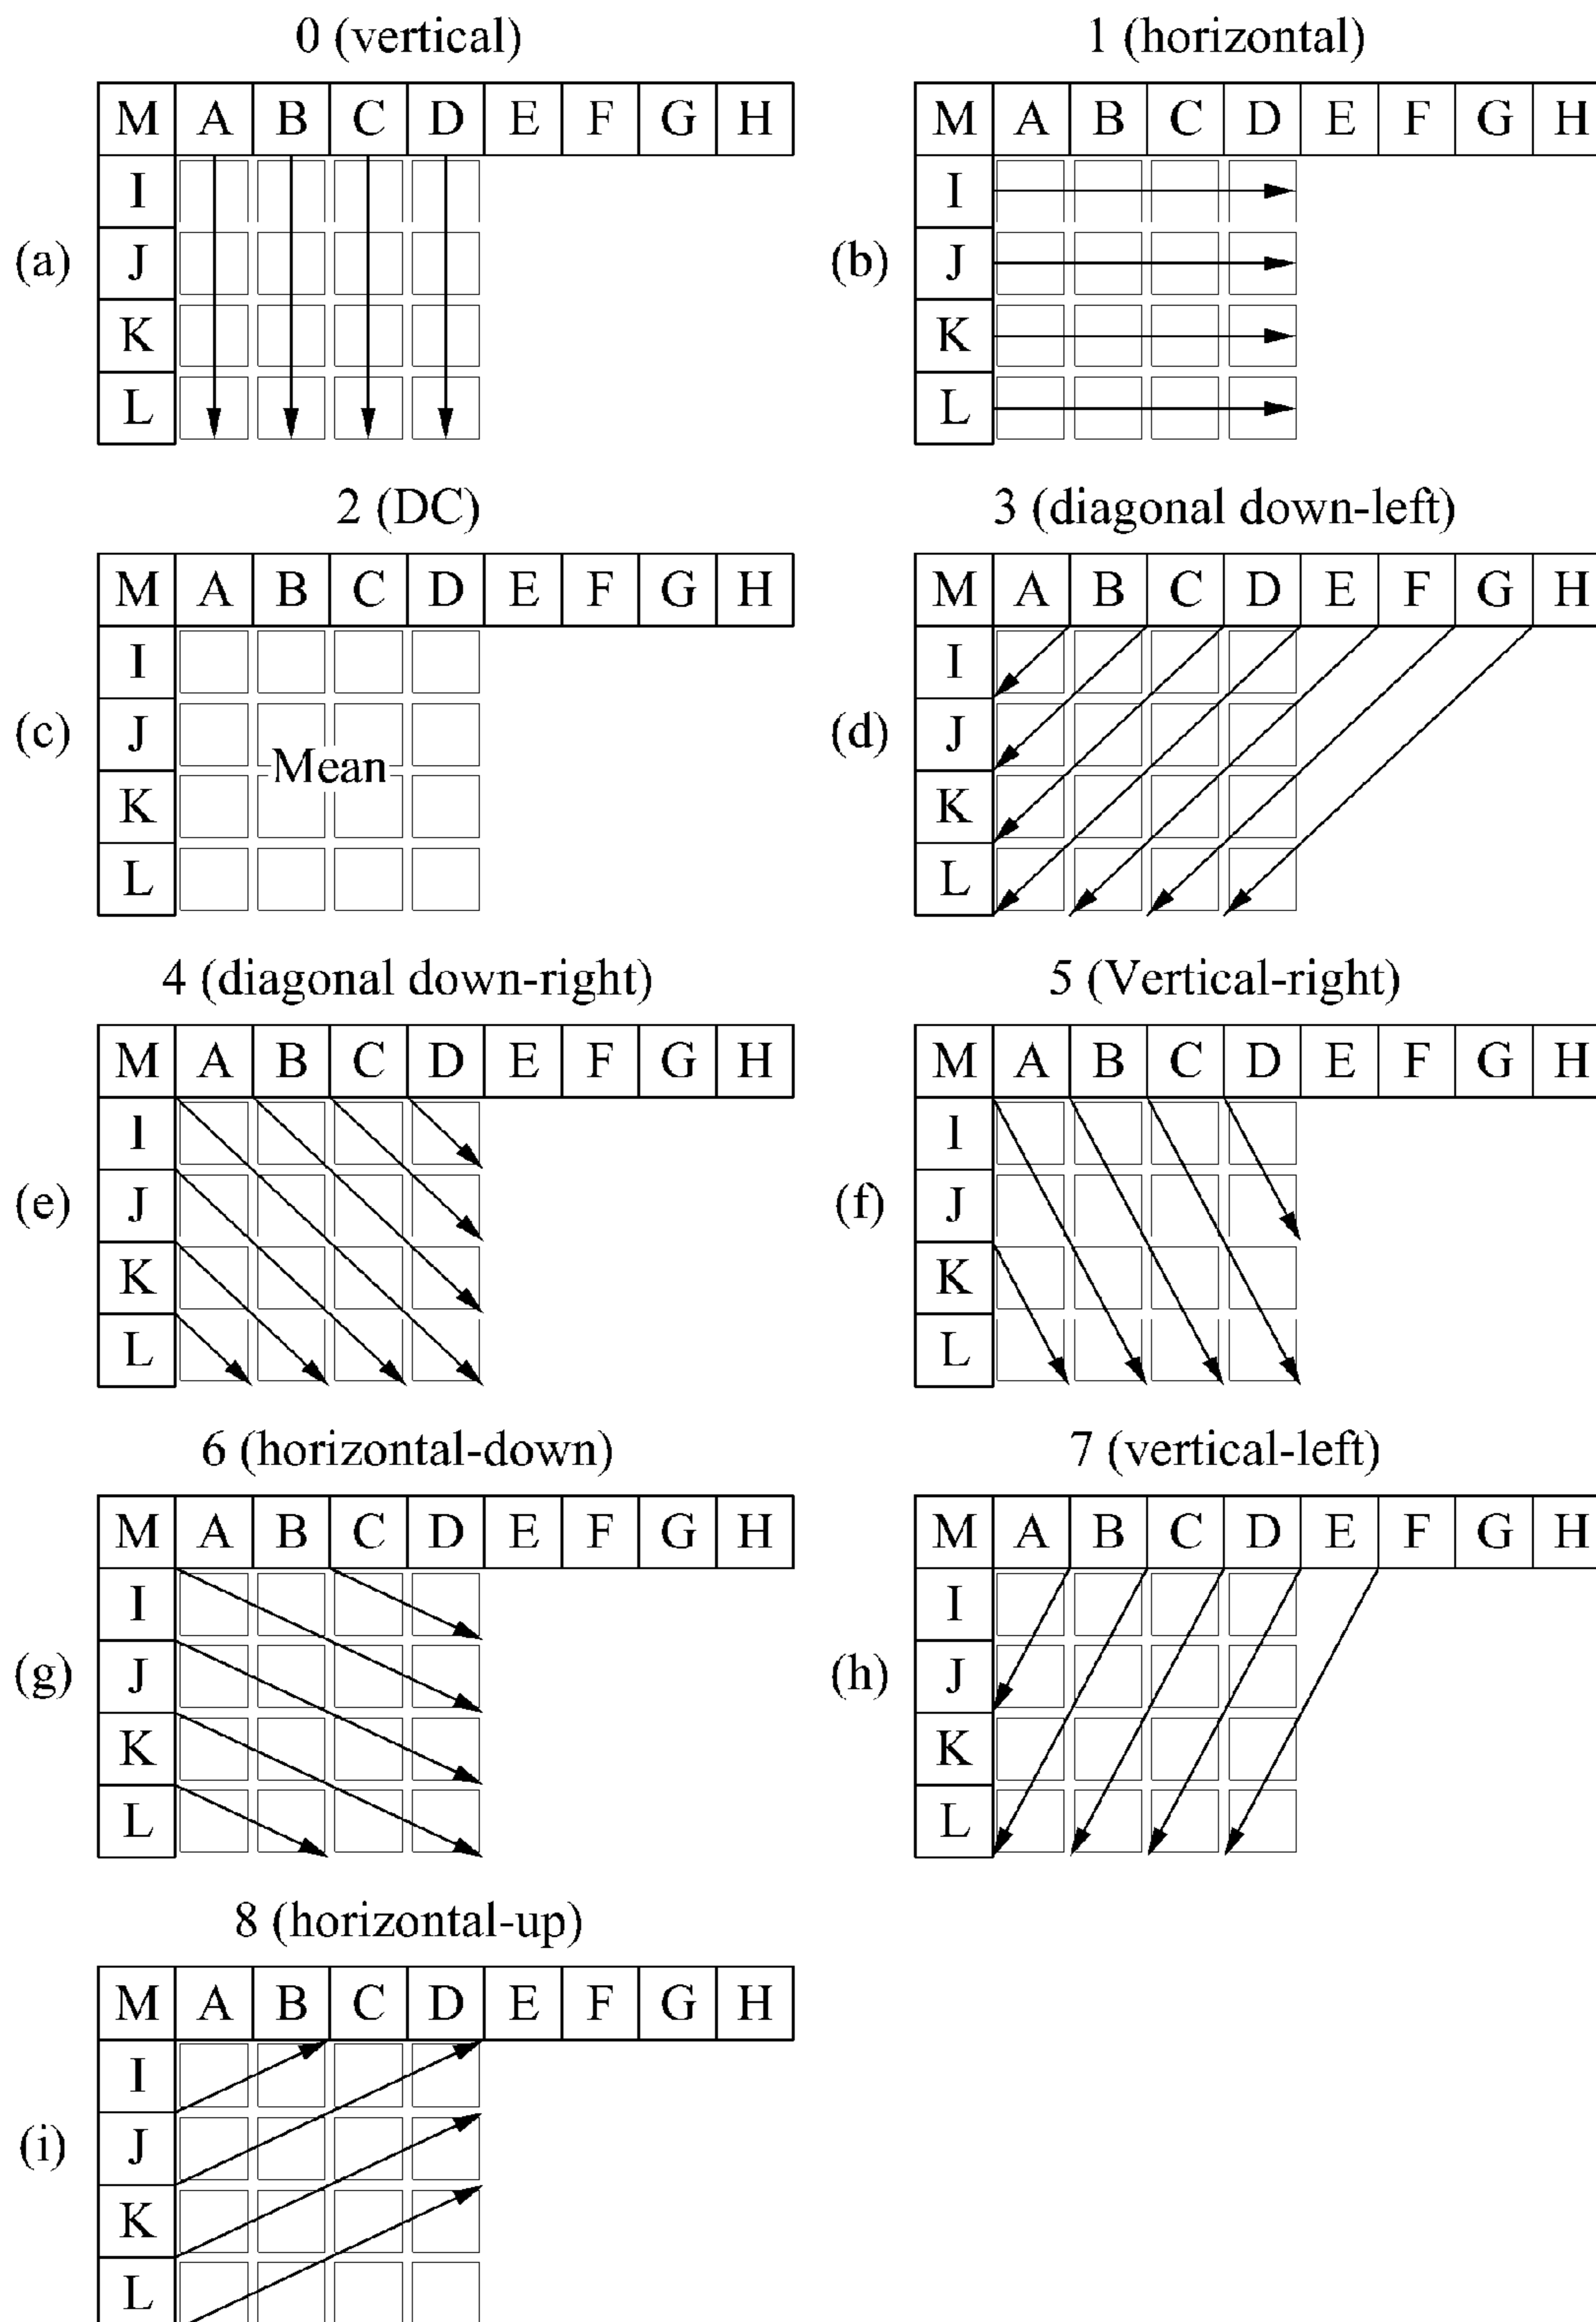 0 (vertical)
M A B C D E F G H
I
(a) J
K
L
1 (horizontal)
M A B C D E F G H
I
(b) J
K
L
2 (DC)
M A B C D E F G H
I
(c) J
Mean
K
L
3 (diagonal down-left)
M A B C D E F G H
I
(d) J
K
L
4 (diagonal down-right)
M A B C D E F G H
I
(e) J
K
L
5 (Vertical-right)
M A B C D E F G H
I
(f) J
K
L
6 (horizontal-down)
M A B C D E F G H
I
(g) J
K
L
7 (vertical-left)
M A B C D E F G H
I
(h) J
K
L
8 (horizontal-up)
M A B C D E F G H
I
(i) J
K
L